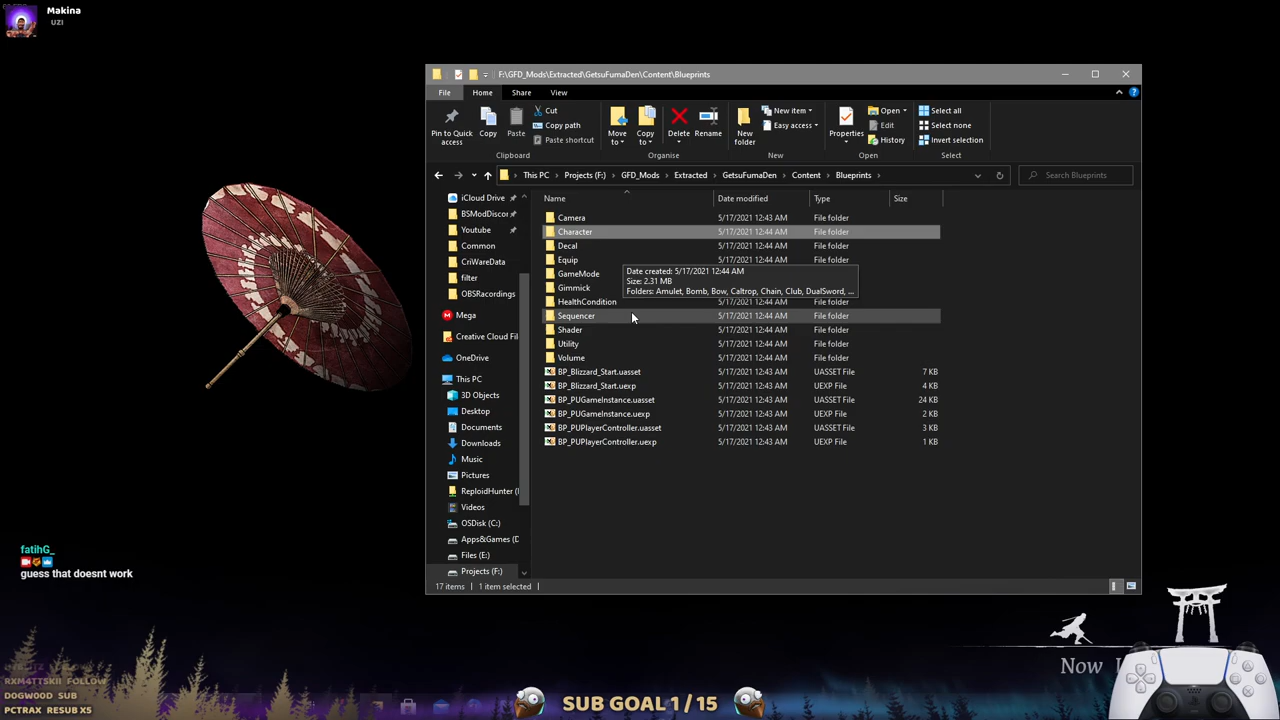 Makina
UZI
F:\GFD_Mods\Extracted\GetsuFumaDen\Content\Blueprints
File Home Share View
Pin to Quick access
Copy
Paste
Cut
Copy path
Paste shortcut
Move to
Copy to
Delete
Rename
New folder
New item
Easy access
Properties
Open
Edit
History
Select all
Select none
Invert selection
Clipboard Organise New Open Select
This PC Projects (F:) GFD_Mods Extracted GetsuFumaDen Content Blueprints
Search Blueprints
iCloud Drive
BSModDiscor
Youtube
Common
CriWareData
filter
OBSRacordings
Mega
Creative Cloud Fil
OneDrive
This PC
3D Objects
Desktop
Documents
Downloads
Music
Pictures
ReploidHunter (
Videos
OSDisk (C:)
Apps&Games (D
Files (E:)
Projects (F:)
Name Date modified Type Size
Camera 5/17/2021 12:43 AM File folder
Character 5/17/2021 12:44 AM File folder
Decal 5/17/2021 12:44 AM File folder
Equip 5/17/2021 12:44 AM File folder
GameMode
Gimmick
HealthCondition 5/17/2021 12:44 AM File folder
Sequencer 5/17/2021 12:44 AM File folder
Shader 5/17/2021 12:44 AM File folder
Utility 5/17/2021 12:44 AM File folder
Volume 5/17/2021 12:44 AM File folder
BP_Blizzard_Start.uasset 5/17/2021 12:43 AM UASSET File 7 KB
BP_Blizzard_Start.uexp 5/17/2021 12:43 AM UEXP File 4 KB
BP_PUGameInstance.uasset 5/17/2021 12:43 AM UASSET File 24 KB
BP_PUGameInstance.uexp 5/17/2021 12:43 AM UEXP File 2 KB
BP_PUPlayerController.uasset 5/17/2021 12:43 AM UASSET File 3 KB
BP_PUPlayerController.uexp 5/17/2021 12:43 AM UEXP File 1 KB
Date created: 5/17/2021 12:44 AM
Size: 2.31 MB
Folders: Amulet, Bomb, Bow, Caltrop, Chain, Club, DualSword, ...
17 items 1 item selected
fatihG_
guess that doesnt work
RXM4TTSKII FOLLOW
DOGWOOD SUB
PCTRAX RESUB X5
SUB GOAL 1 / 15
Now